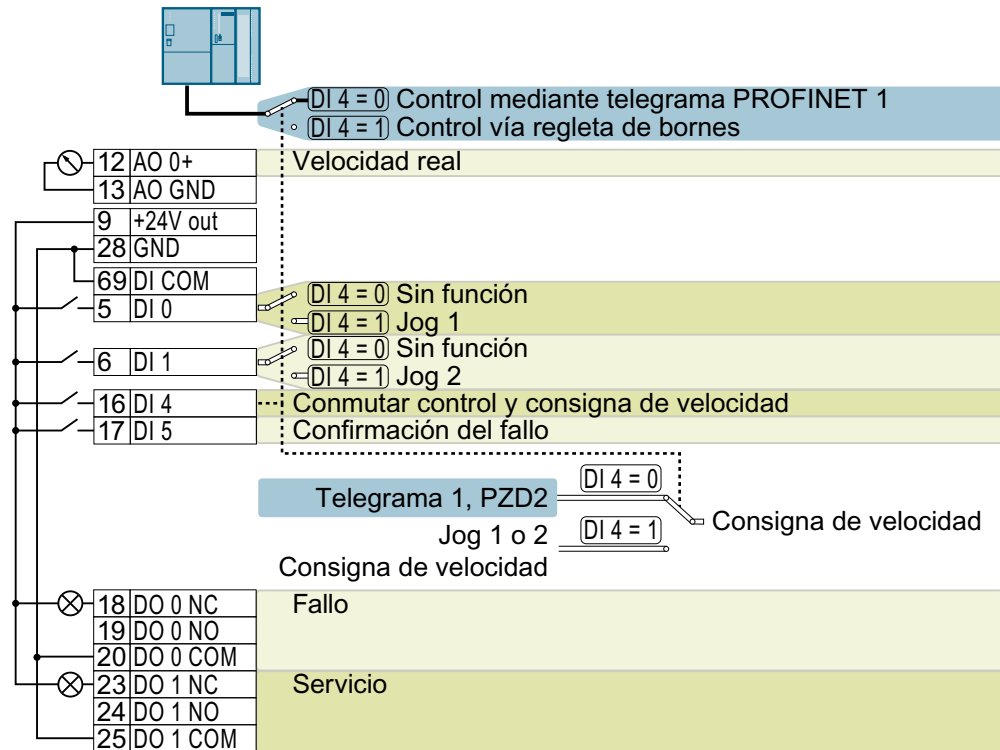 DI 4 = 0 Control mediante telegrama PROFINET 1
DI 4 = 1 Control vía regleta de bornes
12 AO 0+ Velocidad real
13 AO GND
9 +24V out
28 GND
69 DI COM
5 DI 0
DI 4 = 0 Sin función
DI 4 = 1 Jog 1
6 DI 1
DI 4 = 0 Sin función
DI 4 = 1 Jog 2
16 DI 4 Conmutar control y consigna de velocidad
17 DI 5 Confirmación del fallo
Telegrama 1, PZD2 DI 4 = 0
Consigna de velocidad
Jog 1 o 2 DI 4 = 1
Consigna de velocidad
18 DO 0 NC Fallo
19 DO 0 NO
20 DO 0 COM
23 DO 1 NC Servicio
24 DO 1 NO
25 DO 1 COM